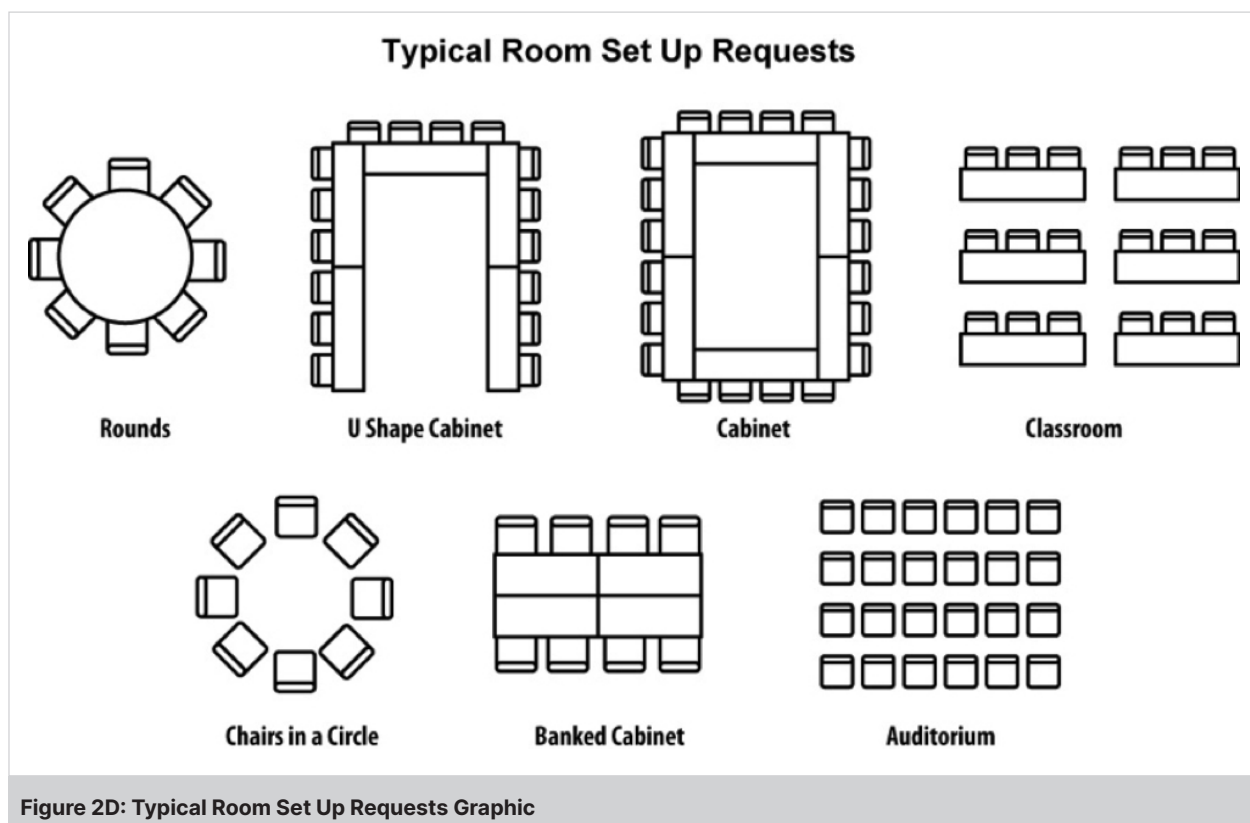 Typical Room Set Up Requests
Rounds
U Shape Cabinet
Cabinet
Classroom
Chairs in a Circle
Banked Cabinet
Auditorium
Figure 2D: Typical Room Set Up Requests Graphic